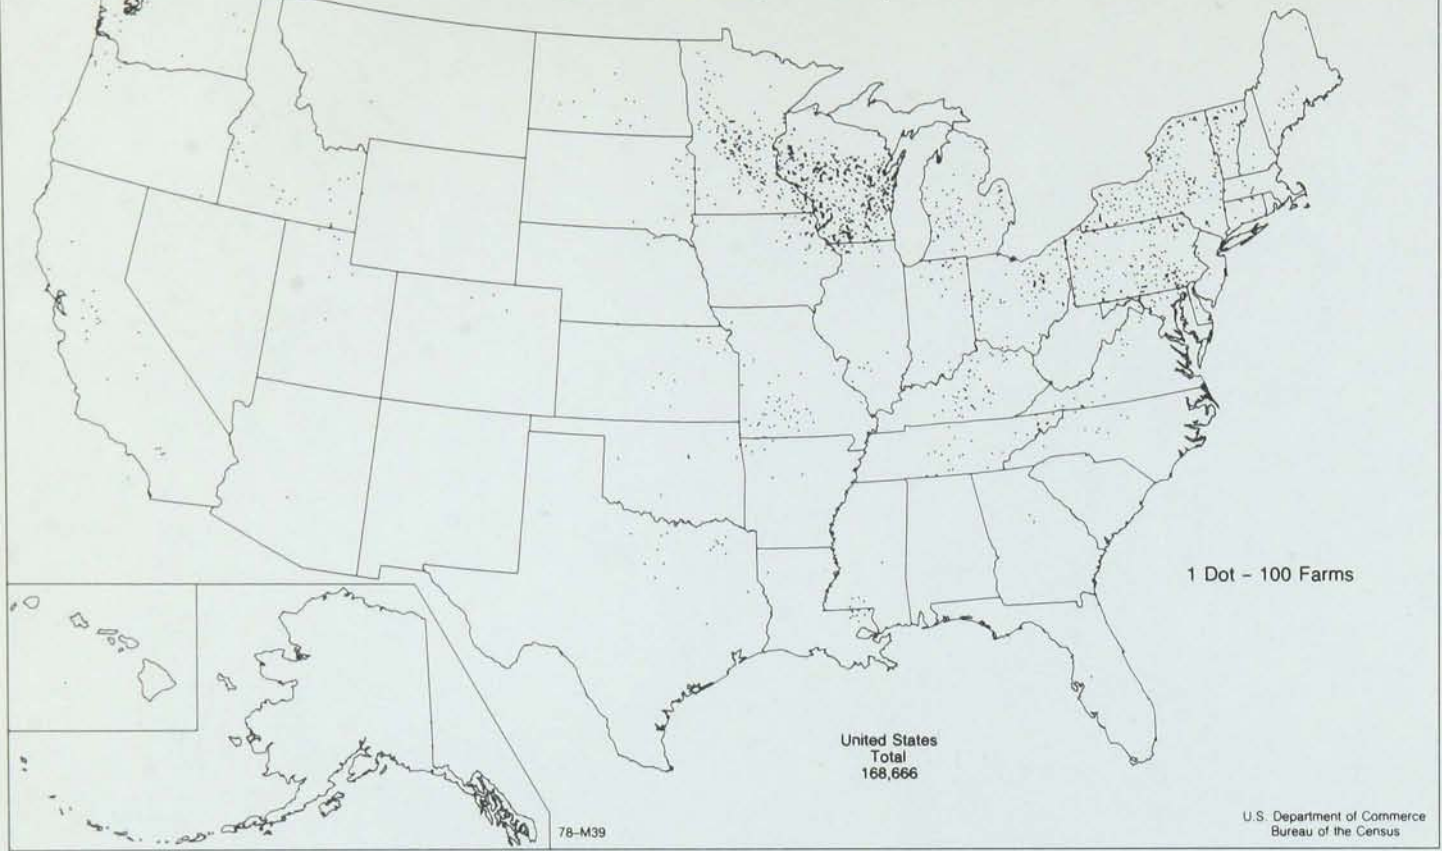 1 Dot – 100 Farms
United States
Total
168,666
78–M39
U.S. Department of Commerce
Bureau of the Census